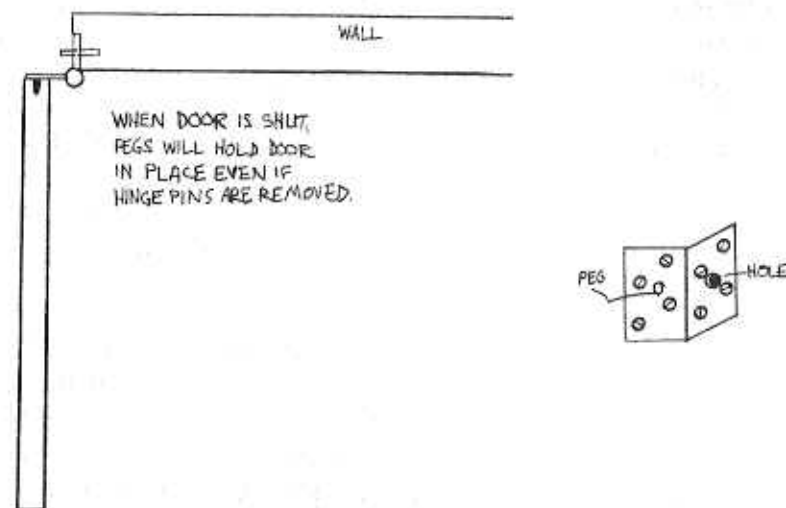 WALL
WHEN DOOR IS SHUT,
PEGS WILL HOLD DOOR
IN PLACE EVEN IF
HINGE PINS ARE REMOVED.
PEG
HOLE